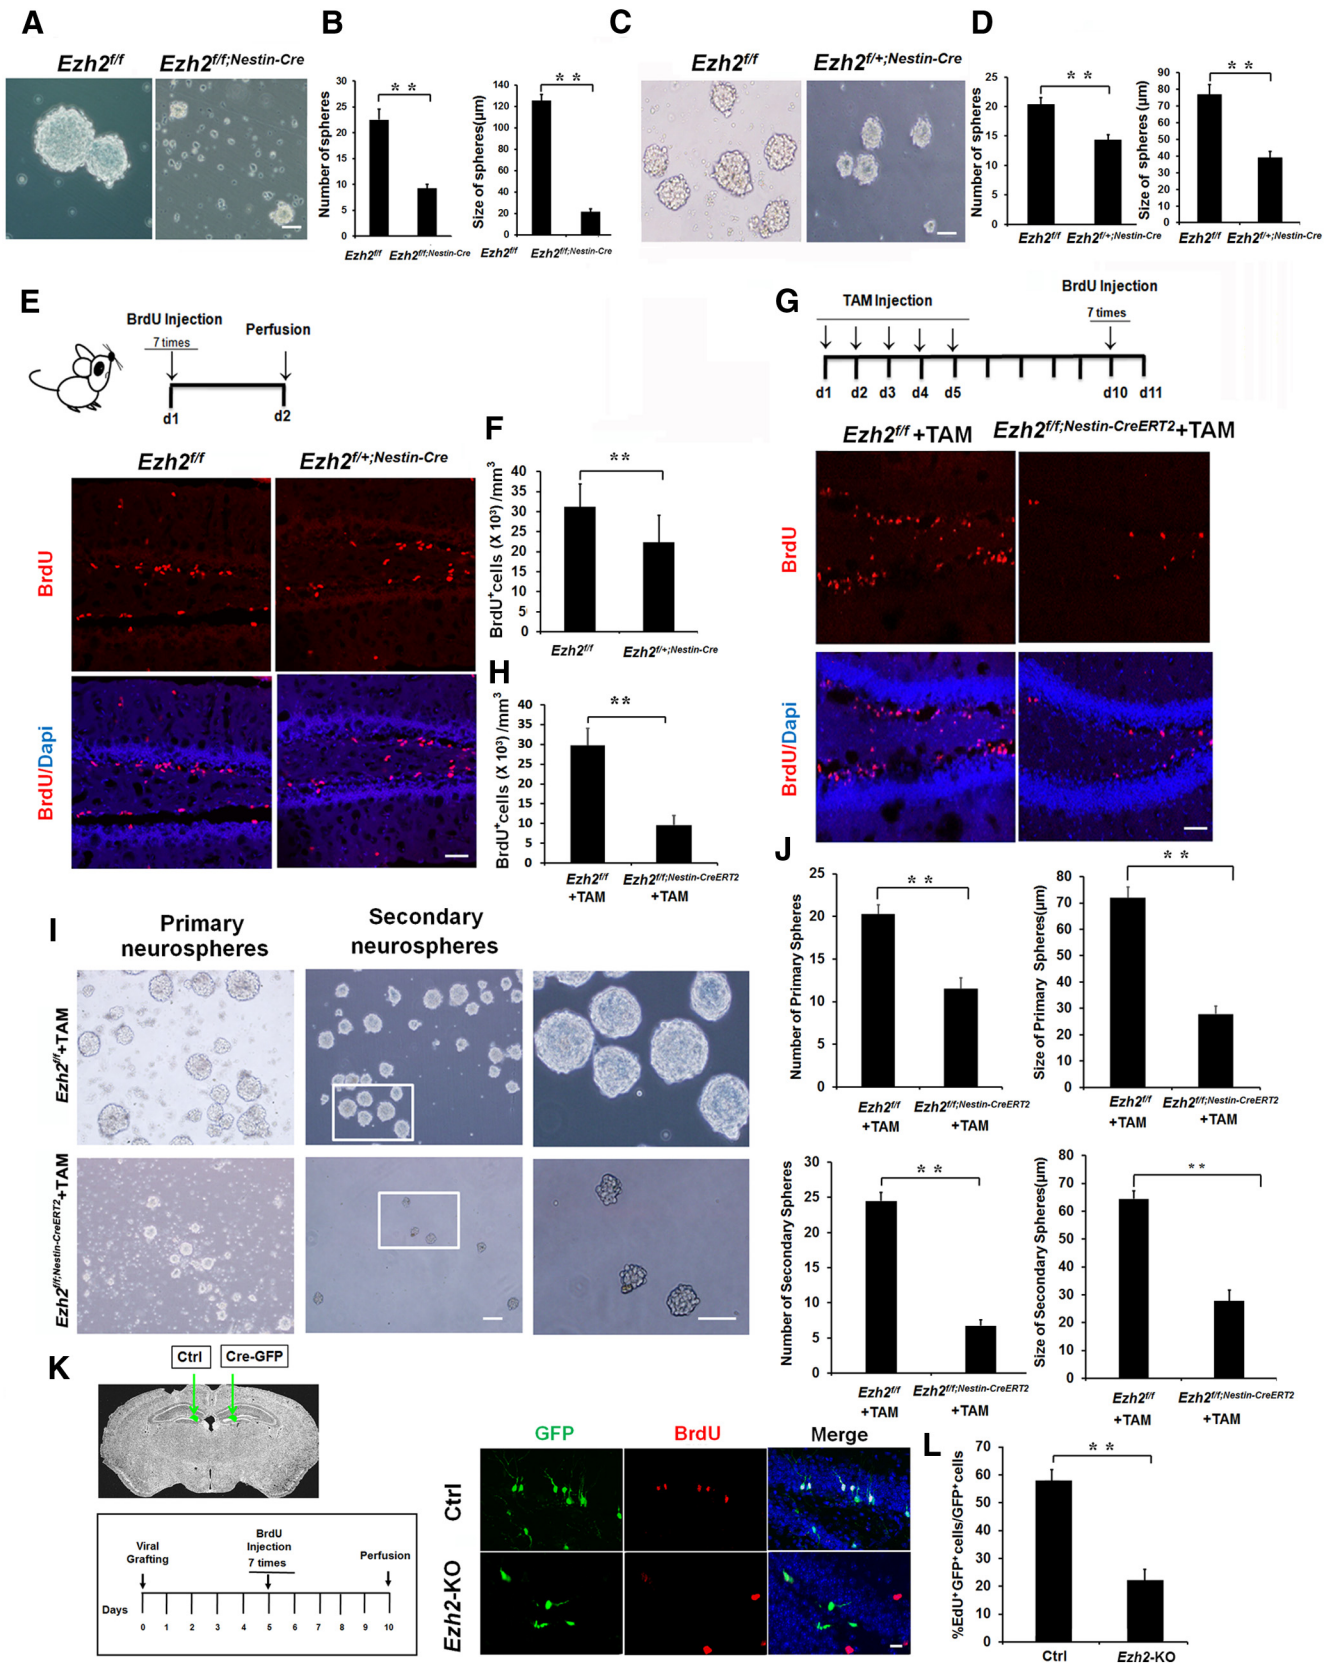 A
Ezh2f/f
Ezh2f/f;Nestin-Cre
B
Number of spheres
30
25
20
15
10
5
0
* *
Ezh2f/f
Ezh2f/f;Nestin-Cre
Size of spheres(µm)
140
120
100
80
60
40
20
0
* *
Ezh2f/f
Ezh2f/f;Nestin-Cre
C
Ezh2f/f
Ezh2f/+;Nestin-Cre
D
Number of spheres
25
20
15
10
5
0
* *
Ezh2f/f
Ezh2f/+;Nestin-Cre
Size of spheres (µm)
90
80
70
60
50
40
30
20
10
0
* *
Ezh2f/f
Ezh2f/+;Nestin-Cre
E
BrdU Injection
7 times
Perfusion
d1
d2
Ezh2f/f
Ezh2f/+;Nestin-Cre
BrdU
BrdU/Dapi
F
BrdU+cells (X 10³) /mm³
40
35
30
25
20
15
10
5
0
**
Ezh2f/f
Ezh2f/+;Nestin-Cre
G
TAM Injection
BrdU Injection
7 times
d1
d2
d3
d4
d5
d10
d11
Ezh2f/f +TAM
Ezh2f/f;Nestin-CreERT2+TAM
BrdU
BrdU/Dapi
H
BrdU+cells (X 10³) /mm³
40
35
30
25
20
15
10
5
0
**
Ezh2f/f
+TAM
Ezh2f/f;Nestin-CreERT2
+TAM
I
Primary
neurospheres
Secondary
neurospheres
Ezh2f/f+TAM
Ezh2f/f;Nestin-CreERT2+TAM
J
Number of Primary Spheres
25
20
15
10
5
0
* *
Ezh2f/f
+TAM
Ezh2f/f;Nestin-CreERT2
+TAM
Size of Primary Spheres(µm)
80
70
60
50
40
30
20
10
0
* *
Ezh2f/f
+TAM
Ezh2f/f;Nestin-CreERT2
+TAM
Number of Secondary Spheres
30
25
20
15
10
5
0
* *
Ezh2f/f
+TAM
Ezh2f/f;Nestin-CreERT2
+TAM
Size of Secondary Spheres(µm)
80
70
60
50
40
30
20
10
0
**
Ezh2f/f
+TAM
Ezh2f/f;Nestin-CreERT2
+TAM
K
Ctrl
Cre-GFP
Viral
Grafting
BrdU
Injection
7 times
Perfusion
Days
0 1 2 3 4 5 6 7 8 9 10
GFP
BrdU
Merge
Ctrl
Ezh2-KO
L
%EdU+GFP+cells/GFP+cells
70
60
50
40
30
20
10
0
* *
Ctrl
Ezh2-KO